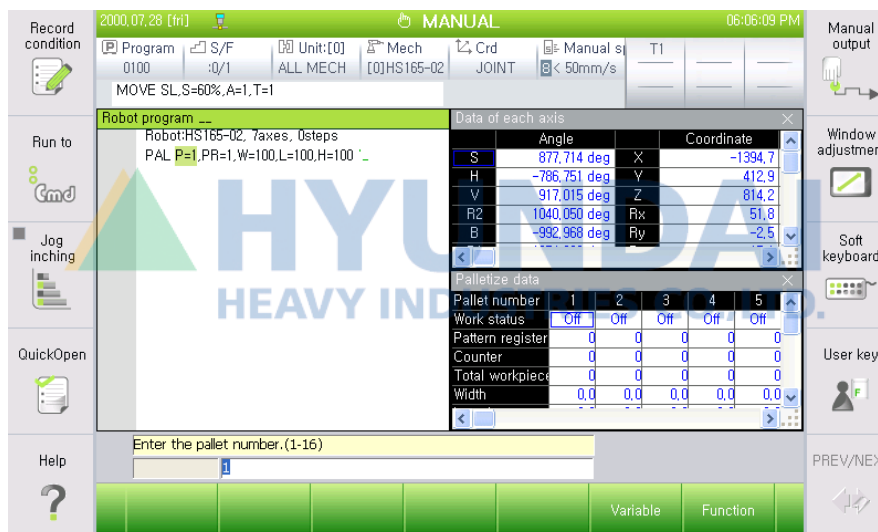 Record condition
2000,07,28 [fri] MANUAL 06:06:09 PM
Manual output
P Program S/F Unit:[0] Mech Crd Manual s T1
0100 :0/1 ALL MECH [0]HS165-02 JOINT 8< 50mm/s
MOVE SL,S=60%,A=1,T=1
Run to
Cmd
Robot program __
Robot:HS165-02, 7axes, 0steps
PAL P=1,PR=1,W=100,L=100,H=100 '_
Data of each axis
Angle Coordinate
S 877,714 deg X -1394,7
H -786,751 deg Y 412,9
V 917,015 deg Z 814,2
R2 1040,050 deg Rx 51,8
B -992,968 deg Ry -2,5
Window adjustmen
Jog inching
HYUNDAI
HEAVY INDUSTRIES CO., LTD.
Soft keyboard
Palletize data
Pallet number 1 2 3 4 5
Work status Off Off Off Off Off
Pattern register 0 0 0 0 0
Counter 0 0 0 0 0
Total workpiece 0 0 0 0 0
Width 0,0 0,0 0,0 0,0 0,0
QuickOpen
User key
F
Enter the pallet number.(1-16)
1
Help
?
PREV/NEX
Variable Function